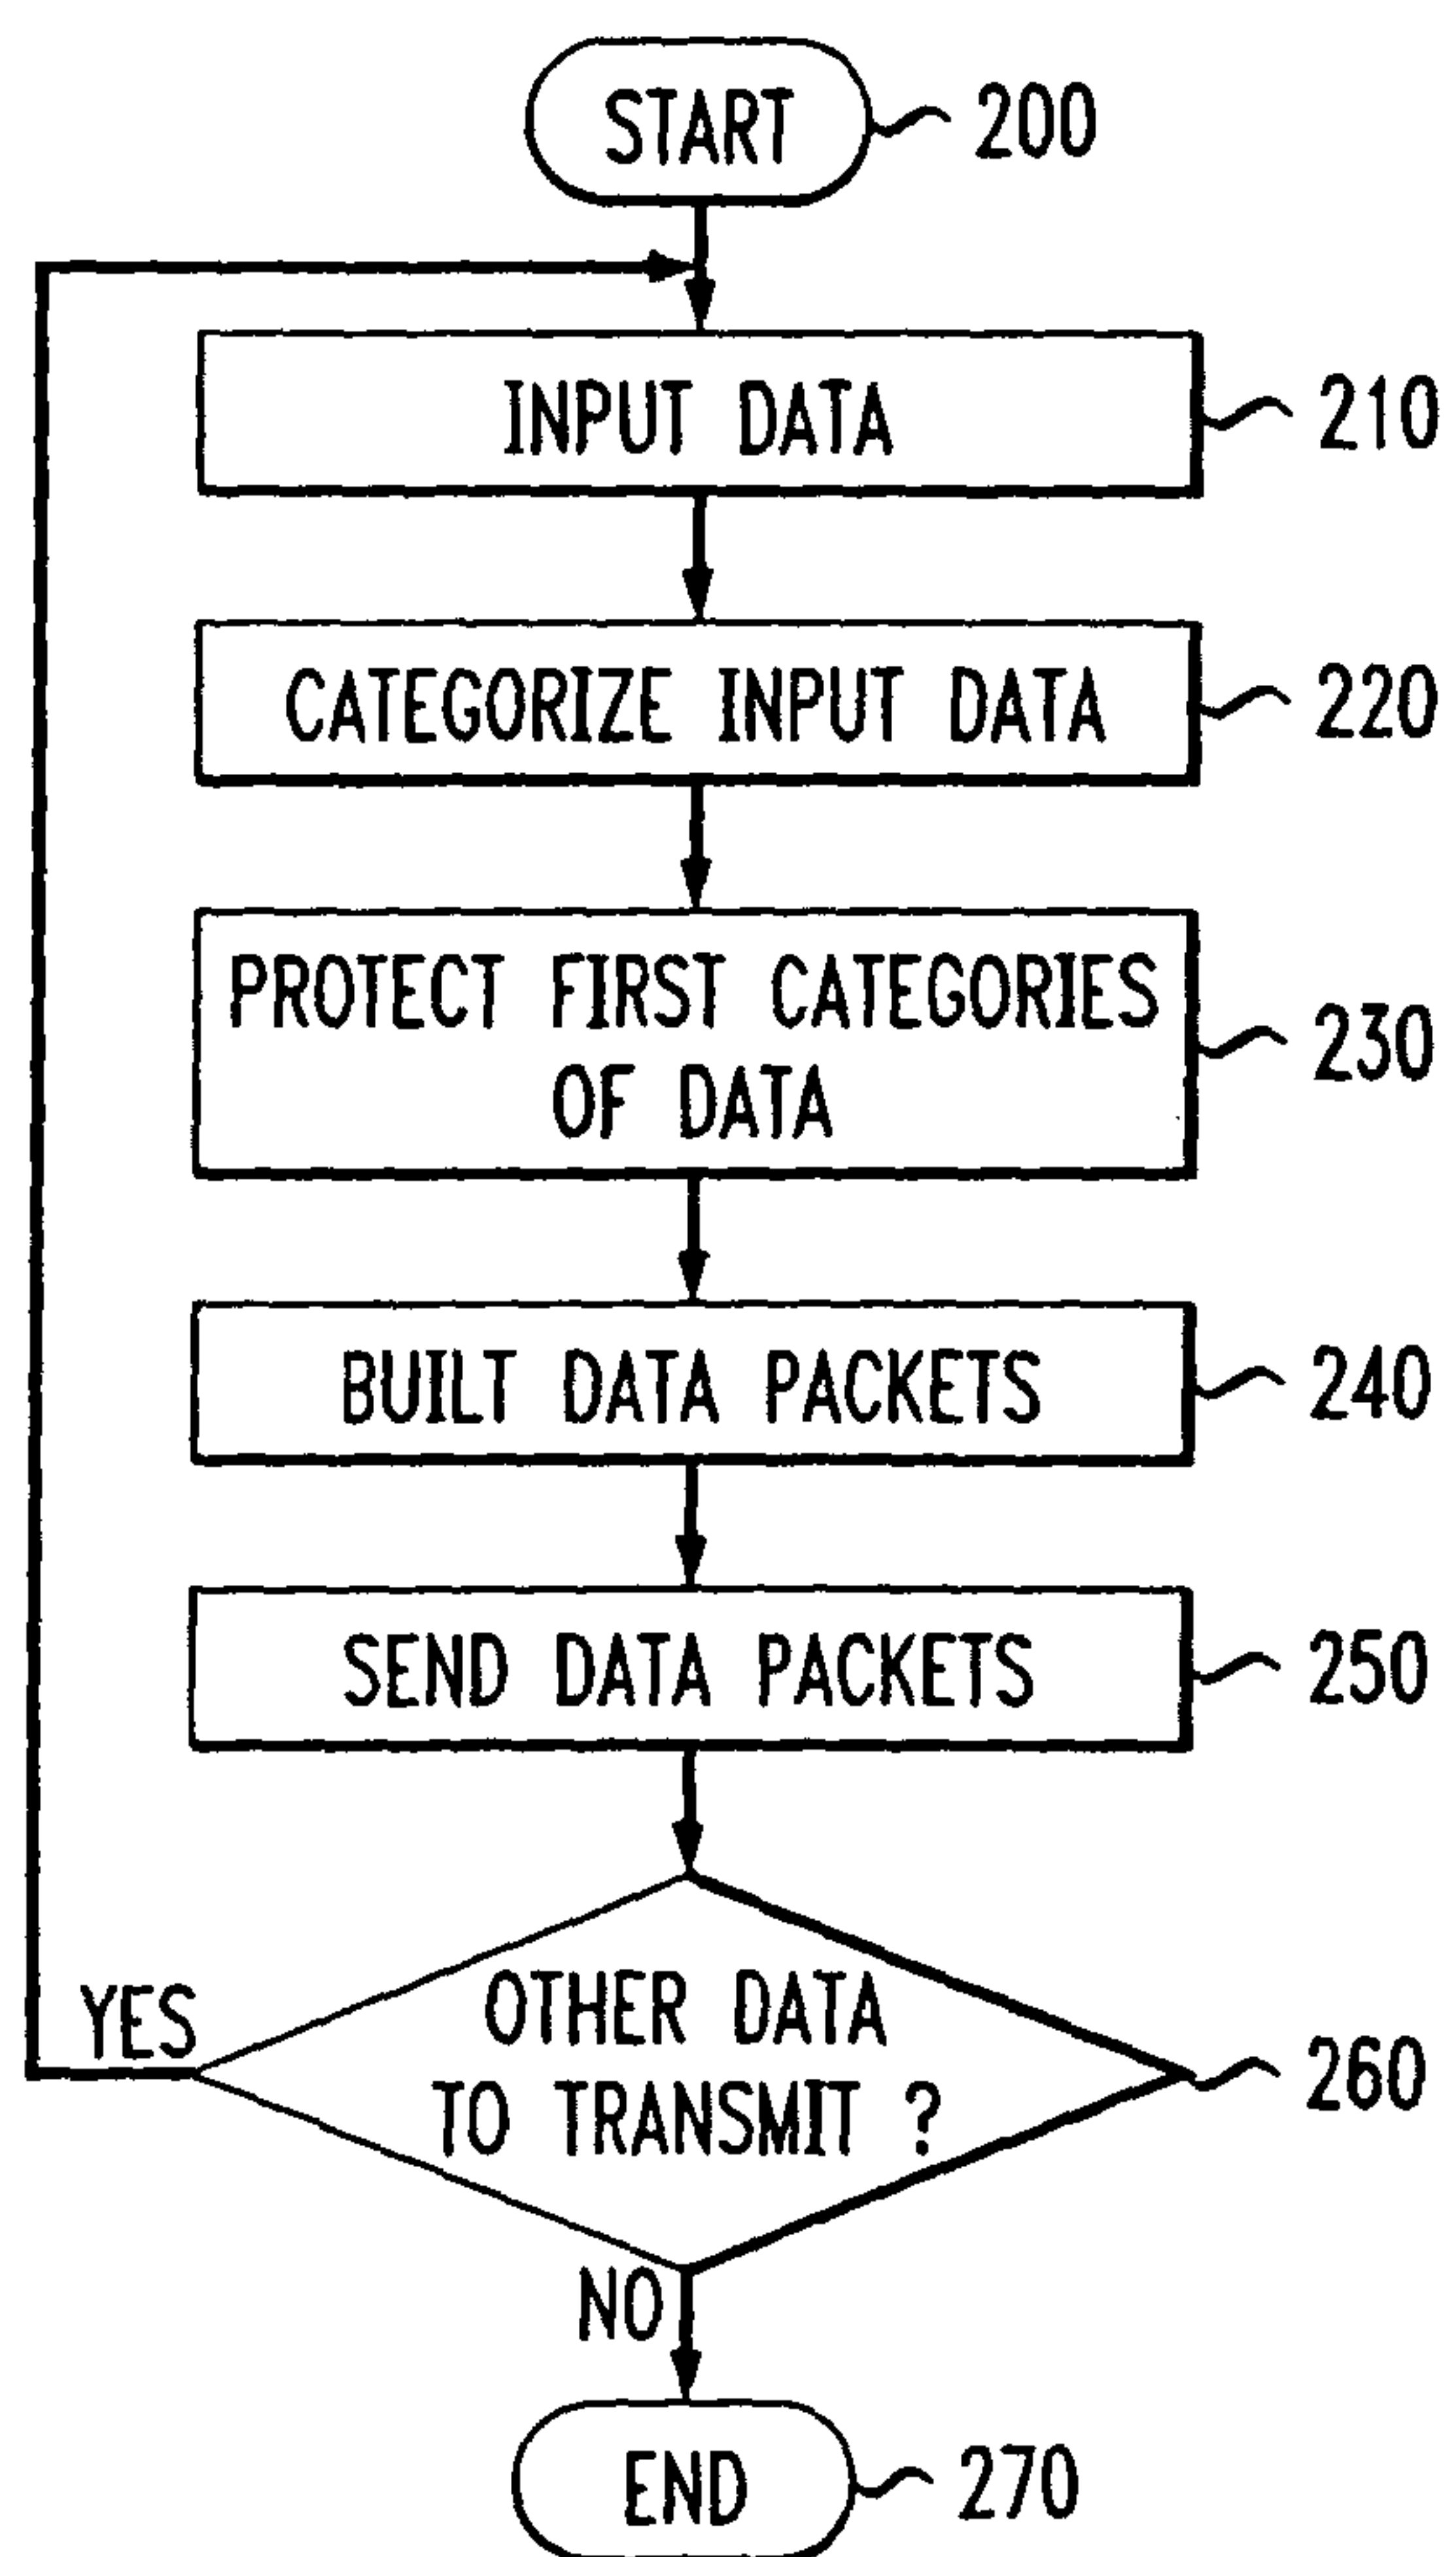 START
200
INPUT DATA
210
CATEGORIZE INPUT DATA
220
PROTECT FIRST CATEGORIES
OF DATA
230
BUILT DATA PACKETS
240
SEND DATA PACKETS
250
OTHER DATA
TO TRANSMIT ?
260
YES
NO
END
270